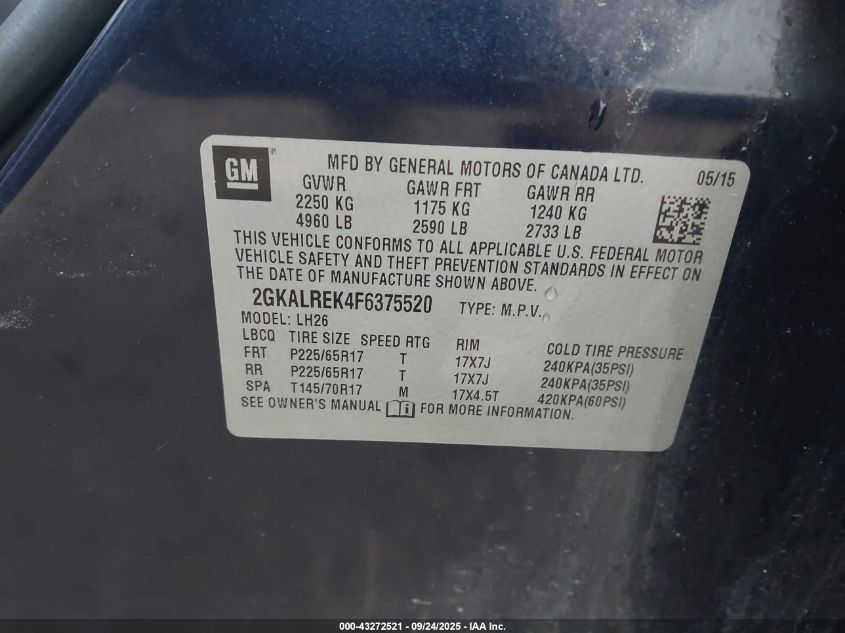 GM ®
MFD BY GENERAL MOTORS OF CANADA LTD. 05/15
GVWR GAWR FRT GAWR RR
2250 KG 1175 KG 1240 KG
4960 LB 2590 LB 2733 LB
THIS VEHICLE CONFORMS TO ALL APPLICABLE U.S. FEDERAL MOTOR
VEHICLE SAFETY AND THEFT PREVENTION STANDARDS IN EFFECT ON
THE DATE OF MANUFACTURE SHOWN ABOVE.
2GKALREK4F6375520 TYPE: M.P.V.
MODEL: LH26
LBCQ TIRE SIZE SPEED RTG RIM COLD TIRE PRESSURE
FRT P225/65R17 T 17X7J 240KPA(35PSI)
RR P225/65R17 T 17X7J 240KPA(35PSI)
SPA T145/70R17 M 17X4.5T 420KPA(60PSI)
SEE OWNER'S MANUAL i FOR MORE INFORMATION.
000-43272521 - 09/24/2025 - IAA Inc.